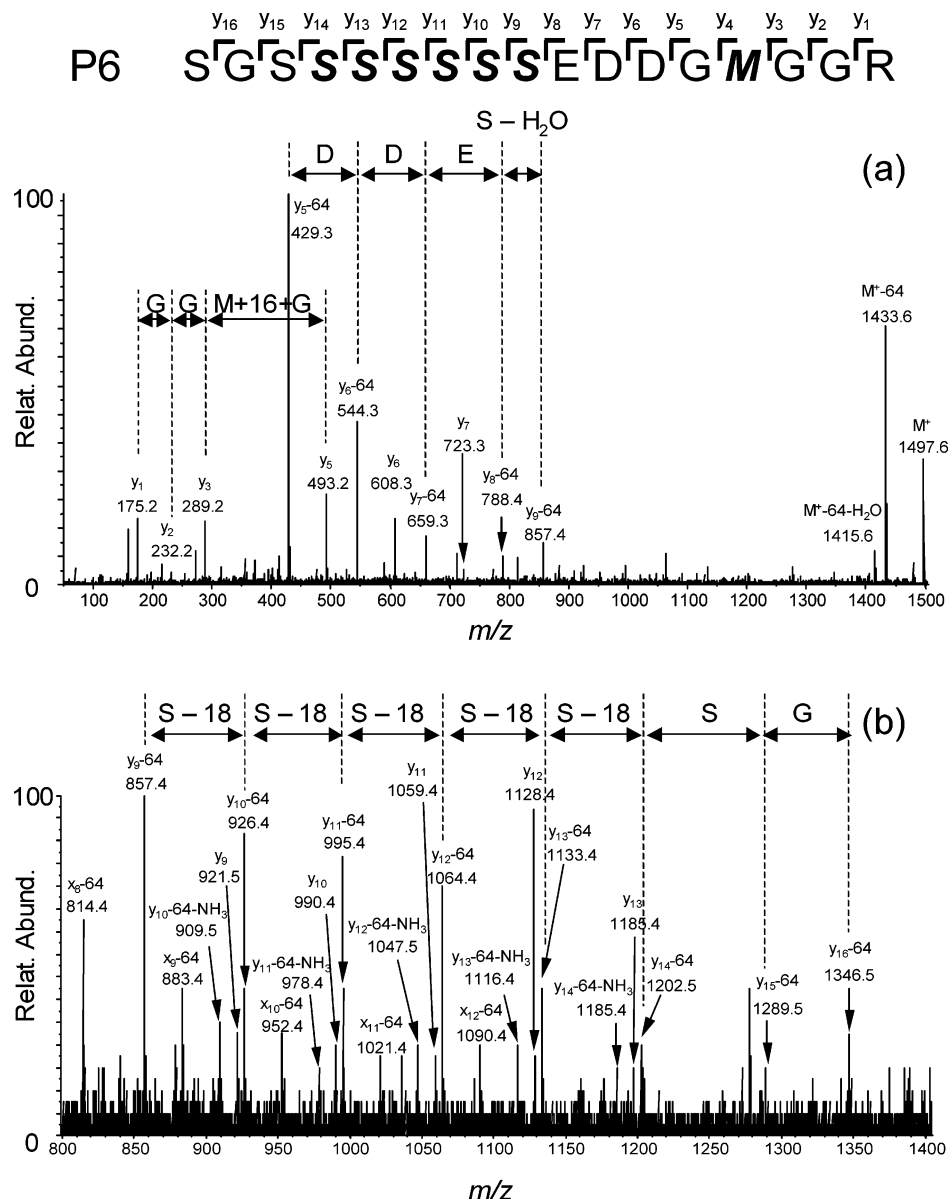 y16 y15 y14 y13 y12 y11 y10 y9 y8 y7 y6 y5 y4 y3 y2 y1
P6 SGSSSSSSSEDDGMGGR
S – H2O
D D E
(a)
100
y5-64
429.3
G G M+16+G
M+-64
1433.6
Relat. Abund.
y6-64
544.3
M+
1497.6
y7
723.3
y5
493.2
y6
608.3
y8-64
788.4
y1
175.2
y3
289.2
y7-64
659.3
y9-64
857.4
M+-64-H2O
1415.6
y2
232.2
0
100 200 300 400 500 600 700 800 900 1000 1100 1200 1300 1400 1500
m/z
S – 18 S – 18 S – 18 S – 18 S – 18 S G
(b)
y9-64
857.4
y11
1059.4
y12
1128.4
100
y10-64
926.4
y11-64
995.4
y13-64
1133.4
y9
921.5
y12-64
1064.4
x8-64
814.4
y10
990.4
y13
1185.4
y10-64-NH3
909.5
y12-64-NH3
1047.5
Relat. Abund.
x9-64
883.4
y11-64-NH3
978.4
y13-64-NH3
1116.4
y14-64
1202.5
y16-64
1346.5
y14-64-NH3
1185.4
y15-64
1289.5
x10-64
952.4
x11-64
1021.4
x12-64
1090.4
0
800 900 950 1000 1050 1100 1150 1200 1250 1300 1350 1400
m/z